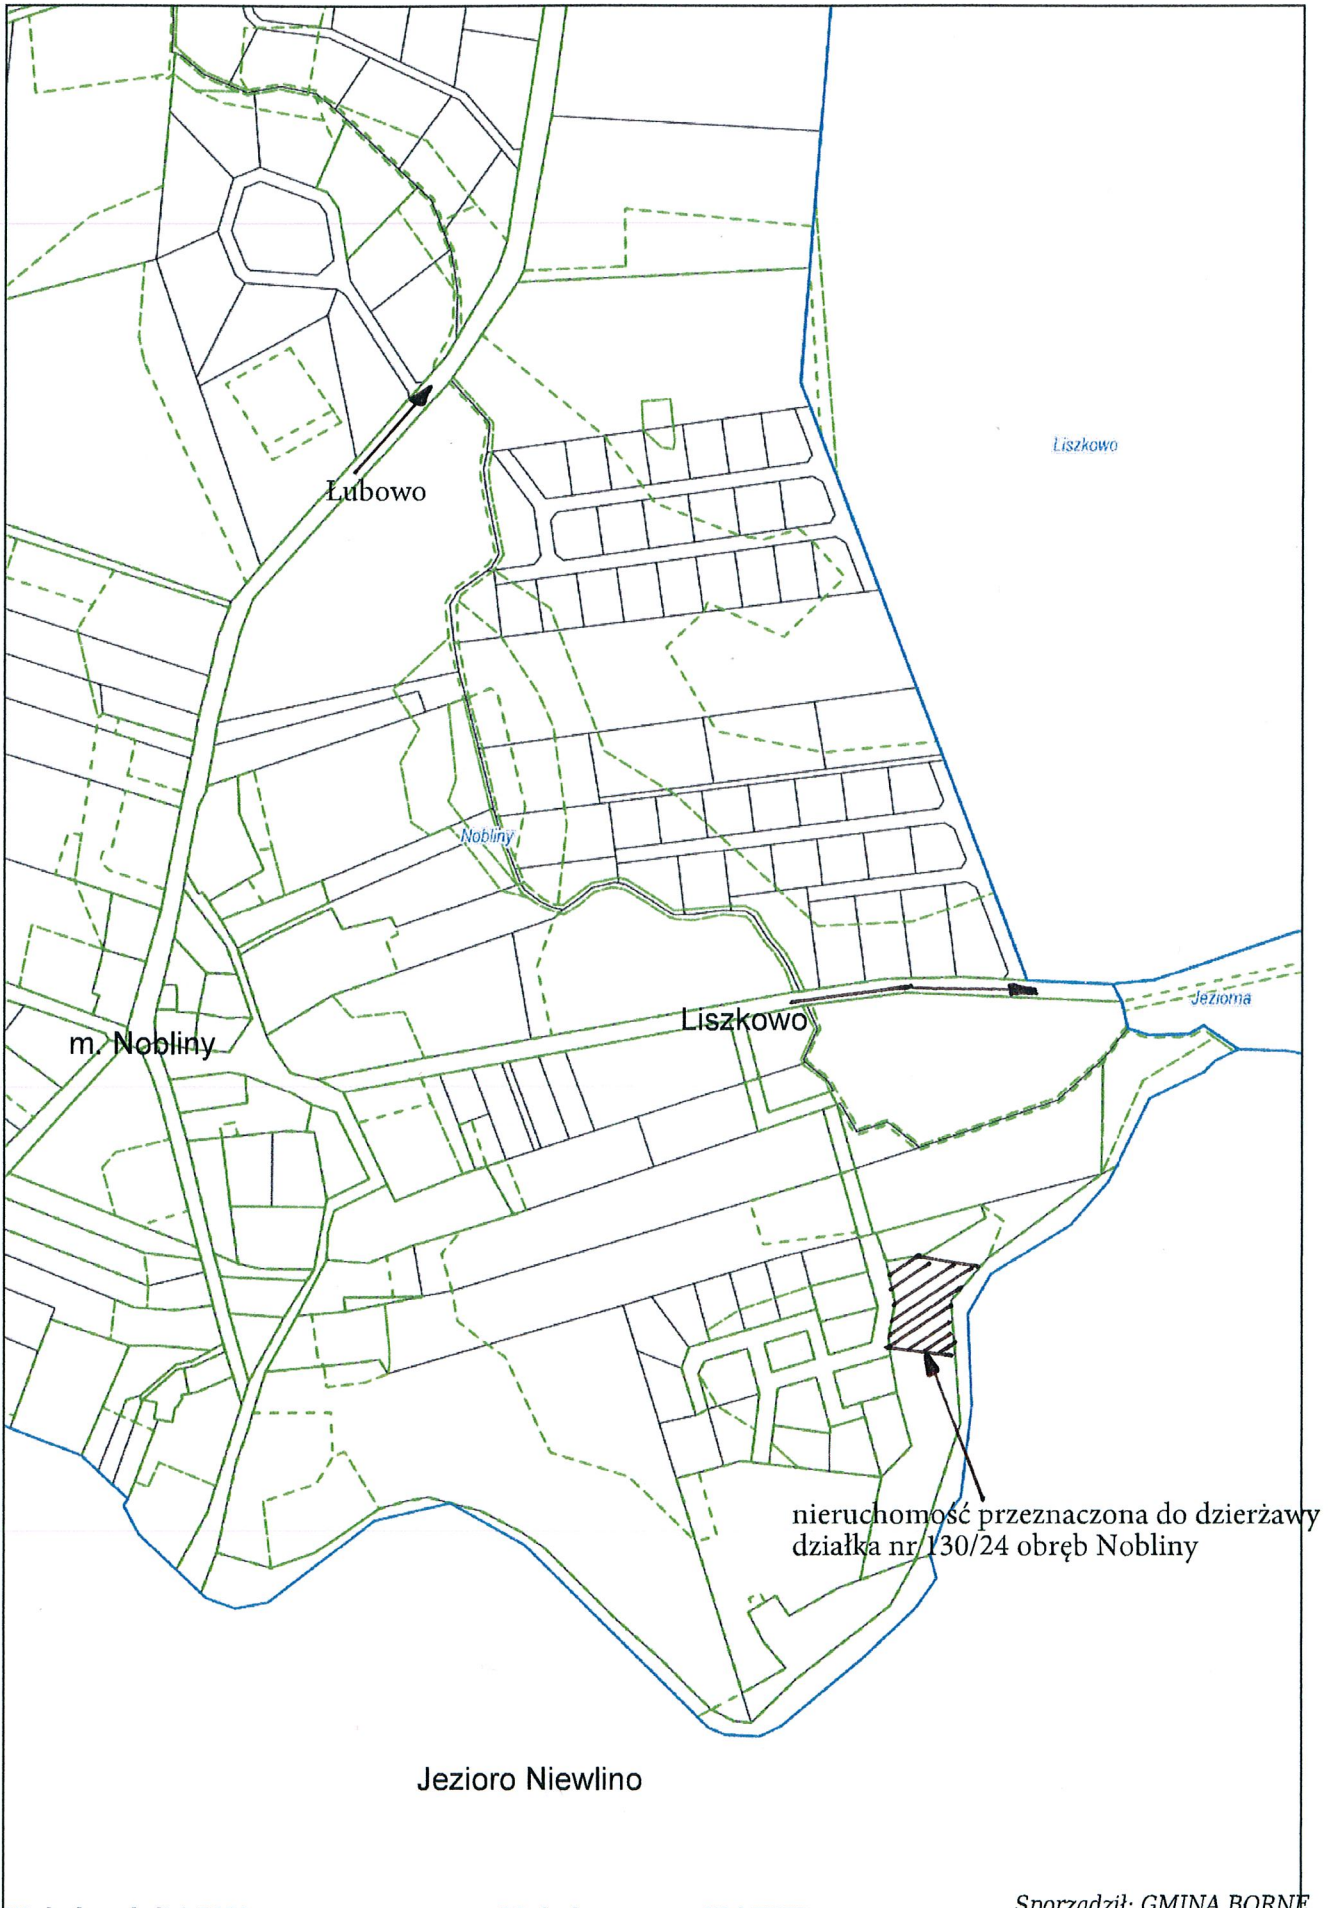 Liszkowo
Łubowo
Nobliny
Jeziorna
Liszkowo
m. Nobliny
nieruchomość przeznaczona do dzierżawy
działka nr 130/24 obręb Nobliny
Jezioro Niewlino
Sporządził: GMINA BORNE